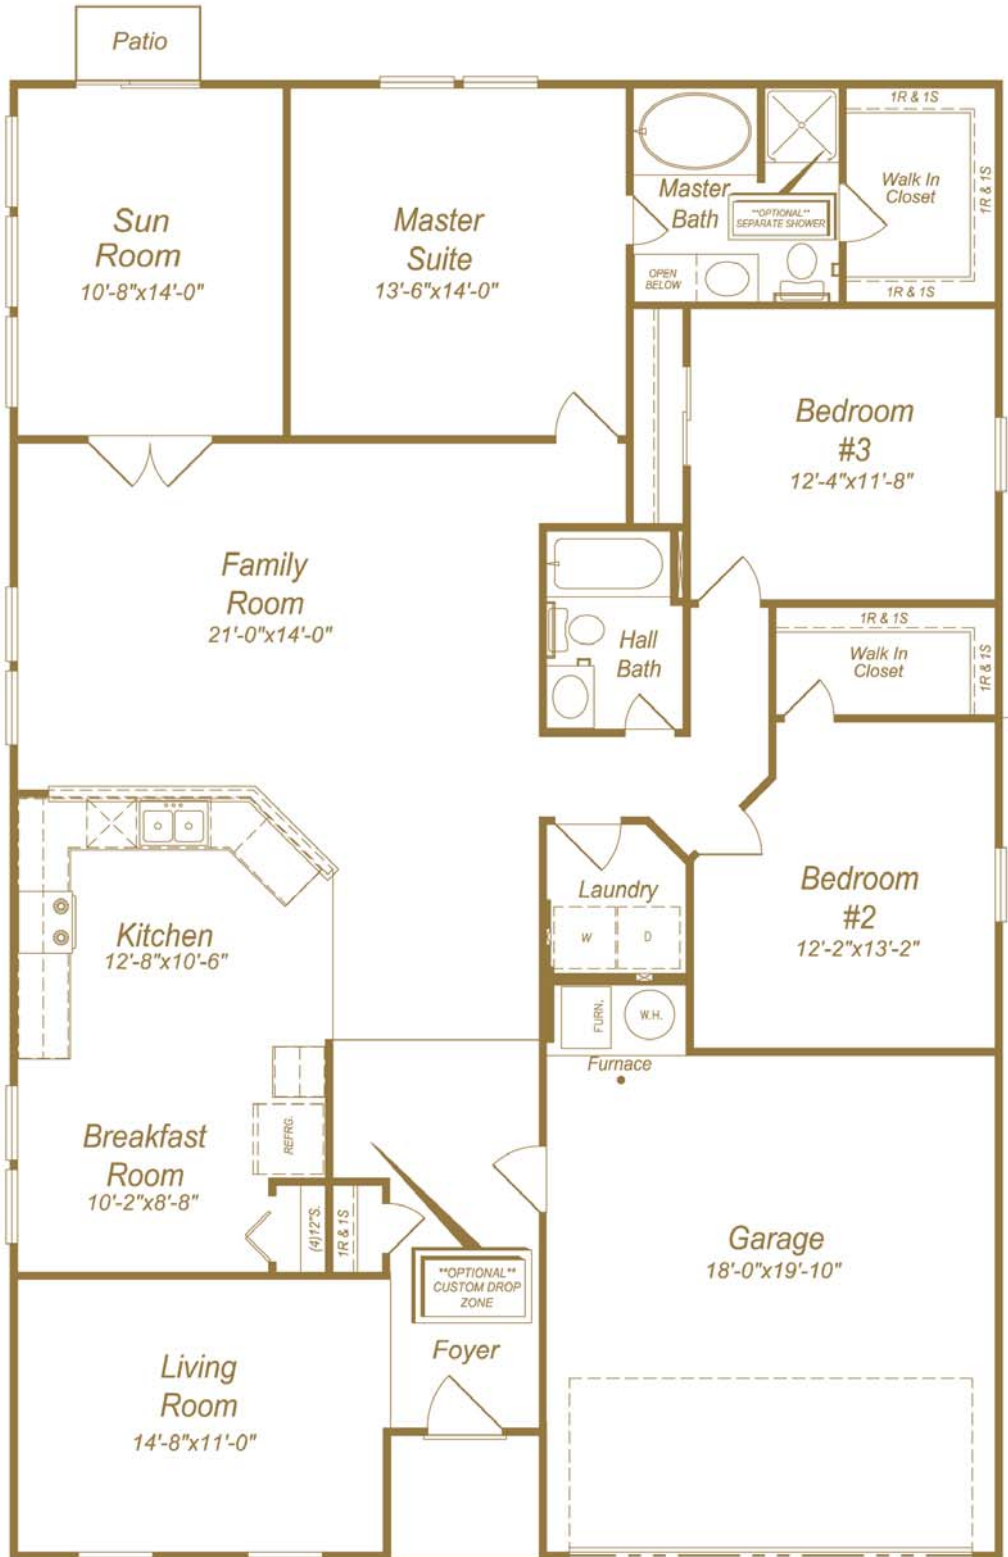 Patio
Sun
Room
10'-8"x14'-0"
Master
Suite
13'-6"x14'-0"
Master
Bath
**OPTIONAL**
SEPARATE SHOWER
OPEN
BELOW
1R & 1S
Walk In
Closet
1R & 1S
1R & 1S
Bedroom
#3
12'-4"x11'-8"
Family
Room
21'-0"x14'-0"
Hall
Bath
1R & 1S
Walk In
Closet
1R & 1S
Kitchen
12'-8"x10'-6"
Laundry
W
D
Bedroom
#2
12'-2"x13'-2"
FURN.
W.H.
Furnace
Breakfast
Room
10'-2"x8'-8"
REFRG.
(4)12"S.
1R & 1S
**OPTIONAL**
CUSTOM DROP
ZONE
Foyer
Garage
18'-0"x19'-10"
Living
Room
14'-8"x11'-0"